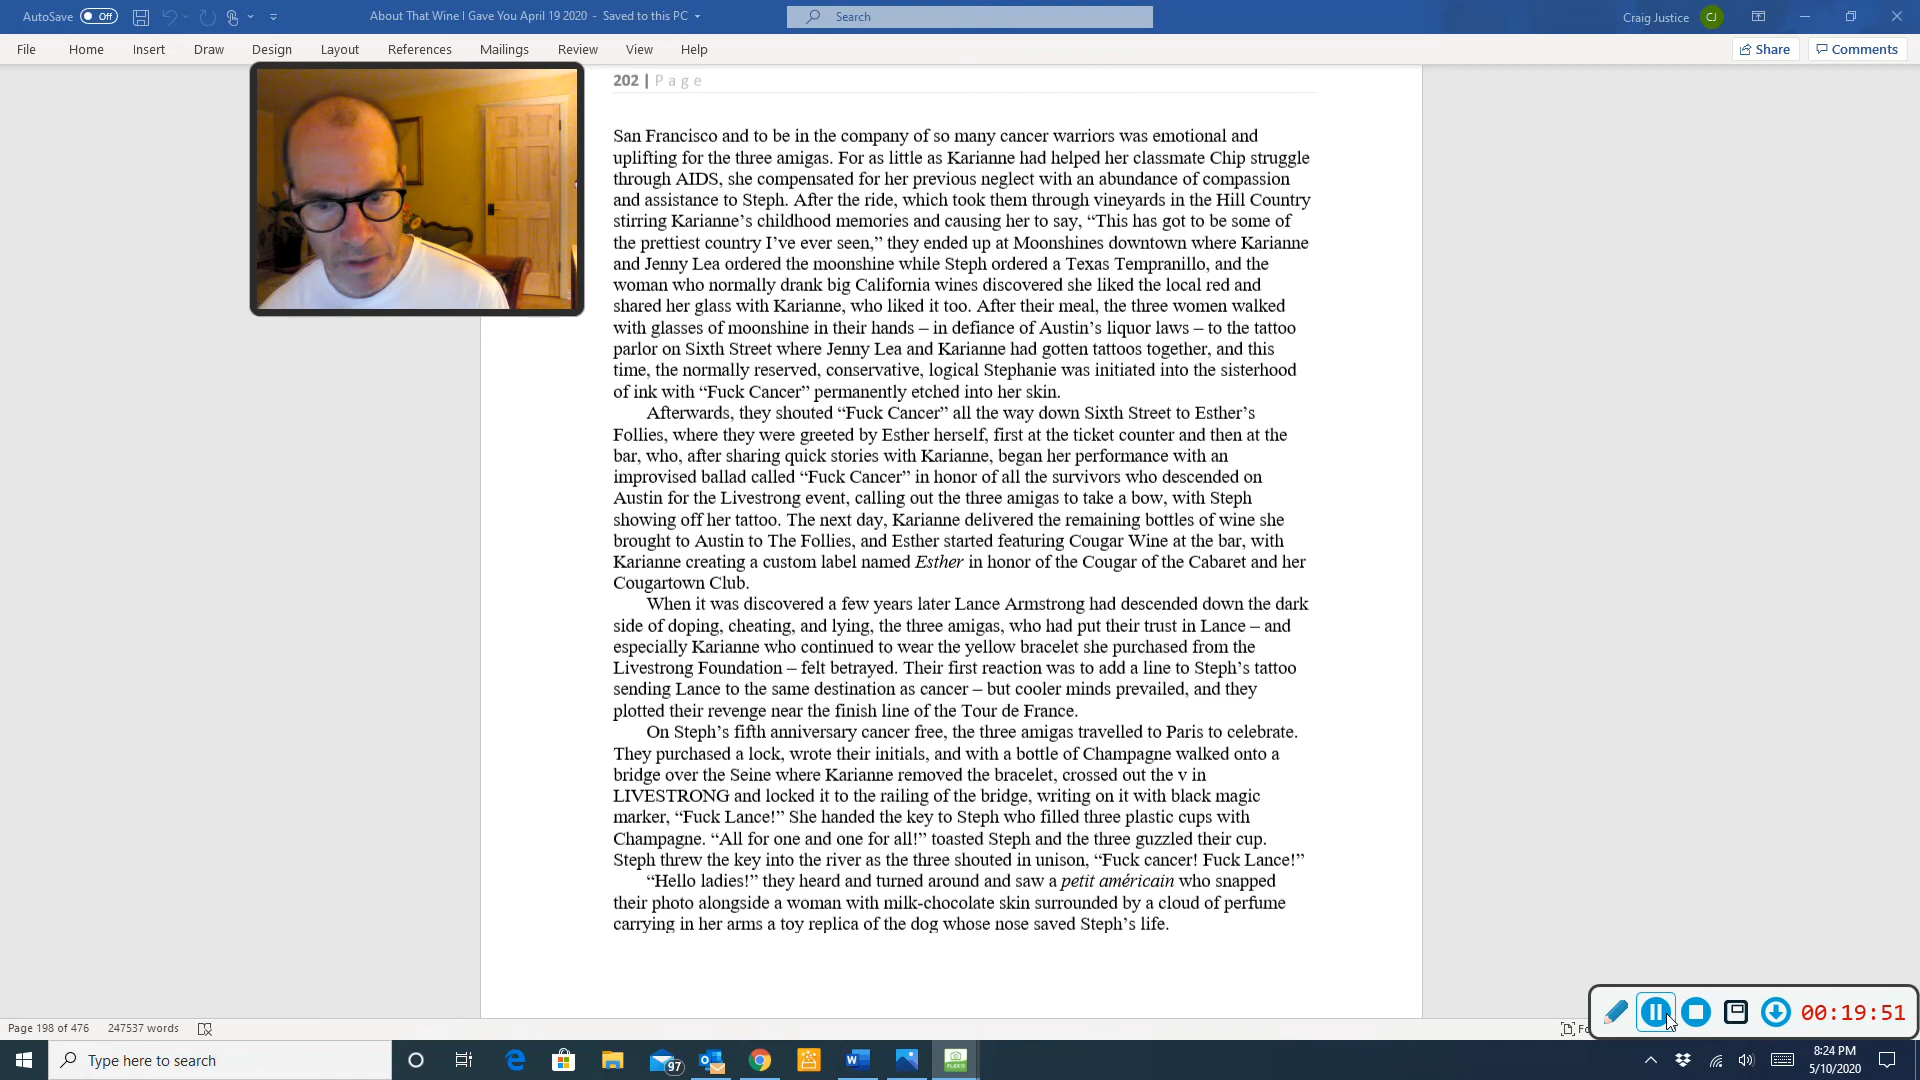 AutoSave Off About That Wine I Gave You April 19 2020 - Saved to this PC Search Craig Justice CJ
File Home Insert Draw Design Layout References Mailings Review View Help Share Comments
202 | Page
San Francisco and to be in the company of so many cancer warriors was emotional and
uplifting for the three amigas. For as little as Karianne had helped her classmate Chip struggle
through AIDS, she compensated for her previous neglect with an abundance of compassion
and assistance to Steph. After the ride, which took them through vineyards in the Hill Country
stirring Karianne’s childhood memories and causing her to say, “This has got to be some of
the prettiest country I’ve ever seen,” they ended up at Moonshines downtown where Karianne
and Jenny Lea ordered the moonshine while Steph ordered a Texas Tempranillo, and the
woman who normally drank big California wines discovered she liked the local red and
shared her glass with Karianne, who liked it too. After their meal, the three women walked
with glasses of moonshine in their hands – in defiance of Austin’s liquor laws – to the tattoo
parlor on Sixth Street where Jenny Lea and Karianne had gotten tattoos together, and this
time, the normally reserved, conservative, logical Stephanie was initiated into the sisterhood
of ink with “Fuck Cancer” permanently etched into her skin.
Afterwards, they shouted “Fuck Cancer” all the way down Sixth Street to Esther’s
Follies, where they were greeted by Esther herself, first at the ticket counter and then at the
bar, who, after sharing quick stories with Karianne, began her performance with an
improvised ballad called “Fuck Cancer” in honor of all the survivors who descended on
Austin for the Livestrong event, calling out the three amigas to take a bow, with Steph
showing off her tattoo. The next day, Karianne delivered the remaining bottles of wine she
brought to Austin to The Follies, and Esther started featuring Cougar Wine at the bar, with
Karianne creating a custom label named Esther in honor of the Cougar of the Cabaret and her
Cougartown Club.
When it was discovered a few years later Lance Armstrong had descended down the dark
side of doping, cheating, and lying, the three amigas, who had put their trust in Lance – and
especially Karianne who continued to wear the yellow bracelet she purchased from the
Livestrong Foundation – felt betrayed. Their first reaction was to add a line to Steph’s tattoo
sending Lance to the same destination as cancer – but cooler minds prevailed, and they
plotted their revenge near the finish line of the Tour de France.
On Steph’s fifth anniversary cancer free, the three amigas travelled to Paris to celebrate.
They purchased a lock, wrote their initials, and with a bottle of Champagne walked onto a
bridge over the Seine where Karianne removed the bracelet, crossed out the v in
LIVESTRONG and locked it to the railing of the bridge, writing on it with black magic
marker, “Fuck Lance!” She handed the key to Steph who filled three plastic cups with
Champagne. “All for one and one for all!” toasted Steph and the three guzzled their cup.
Steph threw the key into the river as the three shouted in unison, “Fuck cancer! Fuck Lance!”
“Hello ladies!” they heard and turned around and saw a petit américain who snapped
their photo alongside a woman with milk-chocolate skin surrounded by a cloud of perfume
carrying in her arms a toy replica of the dog whose nose saved Steph’s life.
00:19:51
Page 198 of 476 247537 words Fo
Type here to search 97 8:24 PM
5/10/2020